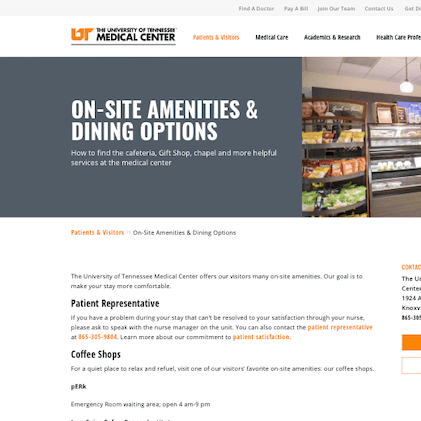 Find A Doctor Pay A Bill Join Our Team Contact Us Get Di
UT THE UNIVERSITY OF TENNESSEE
MEDICAL CENTER
Patients & Visitors Medical Care Academics & Research Health Care Profe
ON-SITE AMENITIES &
DINING OPTIONS
How to find the cafeteria, Gift Shop, chapel and more helpful
services at the medical center
Patients & Visitors On-Site Amenities & Dining Options
The University of Tennessee Medical Center offers our visitors many on-site amenities. Our goal is to
make your stay more comfortable.
Patient Representative
If you have a problem during your stay that can't be resolved to your satisfaction through your nurse,
please ask to speak with the nurse manager on the unit. You can also contact the patient representative
at 865-305-9804. Learn more about our commitment to patient satisfaction.
Coffee Shops
For a quiet place to relax and refuel, visit one of our visitors' favorite on-site amenities: our coffee shops.
pERk
Emergency Room waiting area; open 4 am-9 pm
CONTAC
The Un
Center
1924 A
Knoxv
865-305